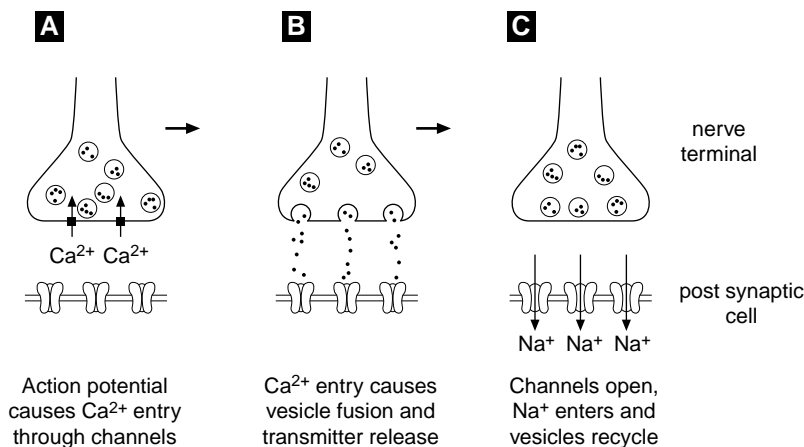 A
B
C
nerve
terminal
Ca²⁺ Ca²⁺
post synaptic
cell
Na⁺ Na⁺ Na⁺
Action potential
causes Ca²⁺ entry
through channels
Ca²⁺ entry causes
vesicle fusion and
transmitter release
Channels open,
Na⁺ enters and
vesicles recycle